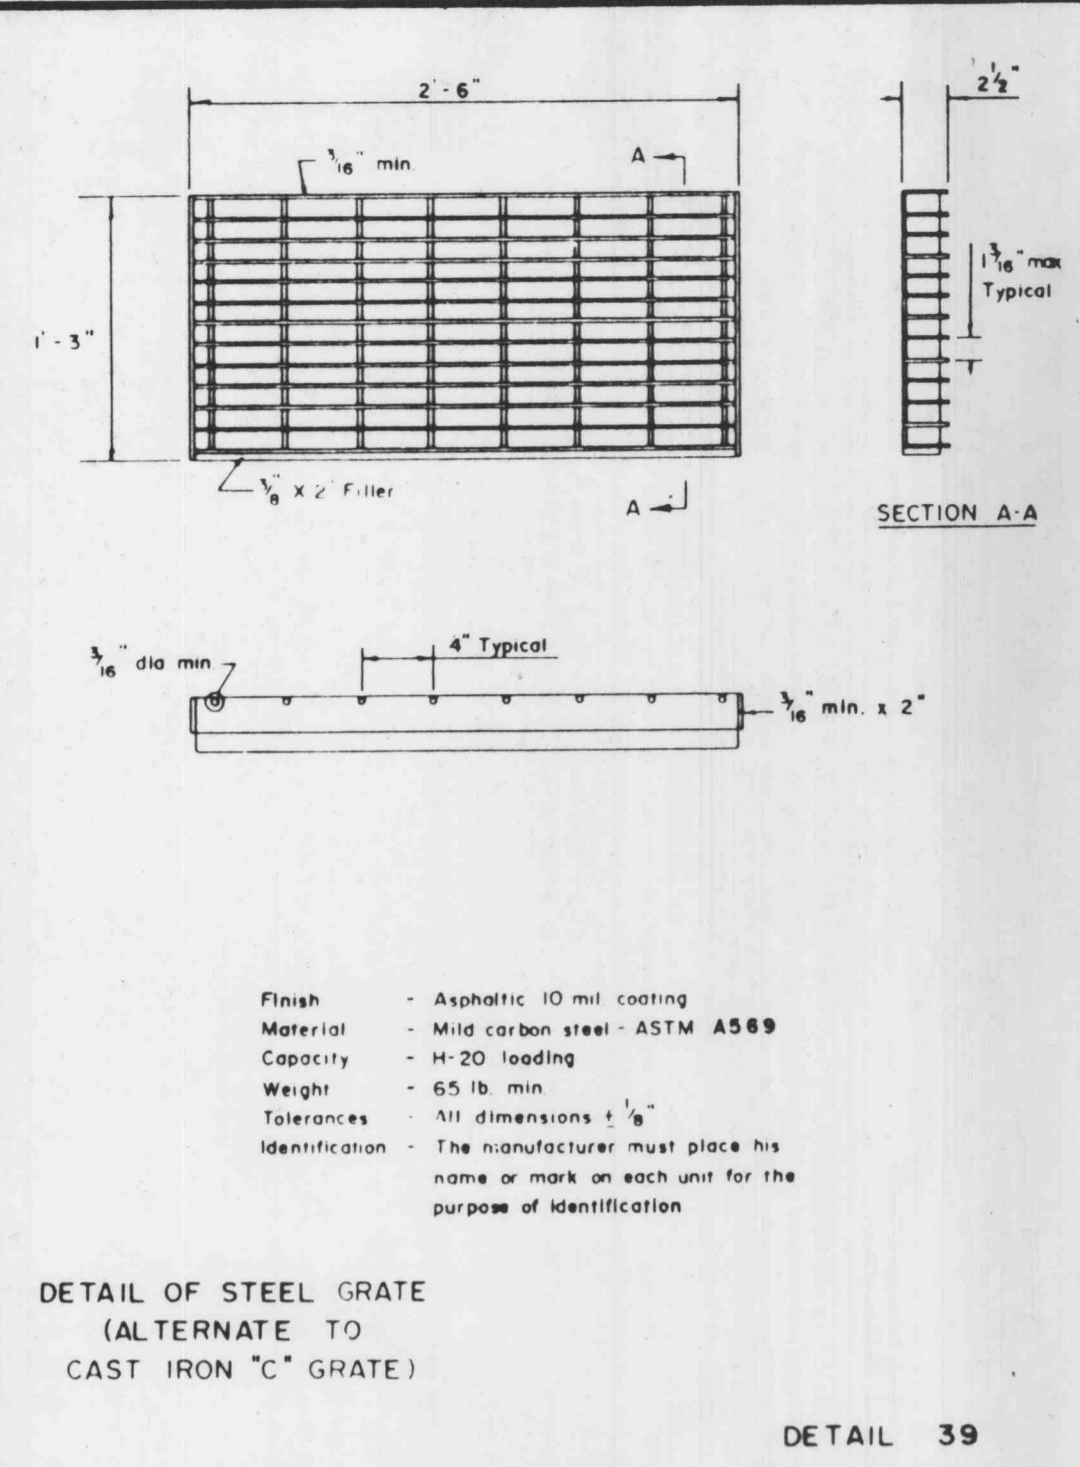 2'-6"
2 1/2"
3/16" min.
A
1 3/16" max
Typical
1'-3"
3/8" X 2" Filler
A
SECTION A-A
3/16" dia min.
4" Typical
3/16" min. x 2"
Finish - Asphaltic 10 mil. coating
Material - Mild carbon steel - ASTM A569
Capacity - H-20 loading
Weight - 65 lb. min.
Tolerances - All dimensions ± 1/8"
Identification - The manufacturer must place his
name or mark on each unit for the
purpose of identification
DETAIL OF STEEL GRATE
(ALTERNATE TO
CAST IRON "C" GRATE)
DETAIL 39